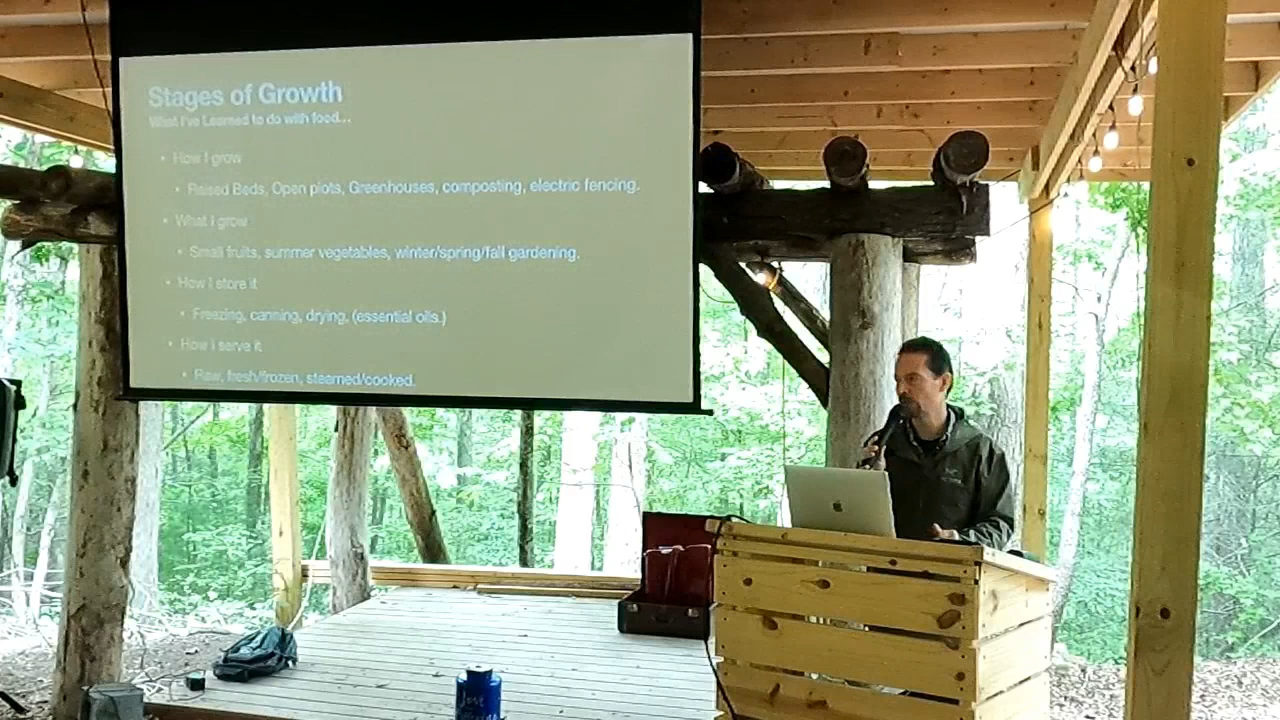 Stages of Growth
What I've Learned to do with food...
• How I grow
• Raised Beds, Open plots, Greenhouses, composting, electric fencing.
• What I grow
• Small fruits, summer vegetables, winter/spring/fall gardening.
• How I store it
• Freezing, canning, drying, (essential oils.)
• How I serve it
• Raw, fresh/frozen, steamed/cooked.